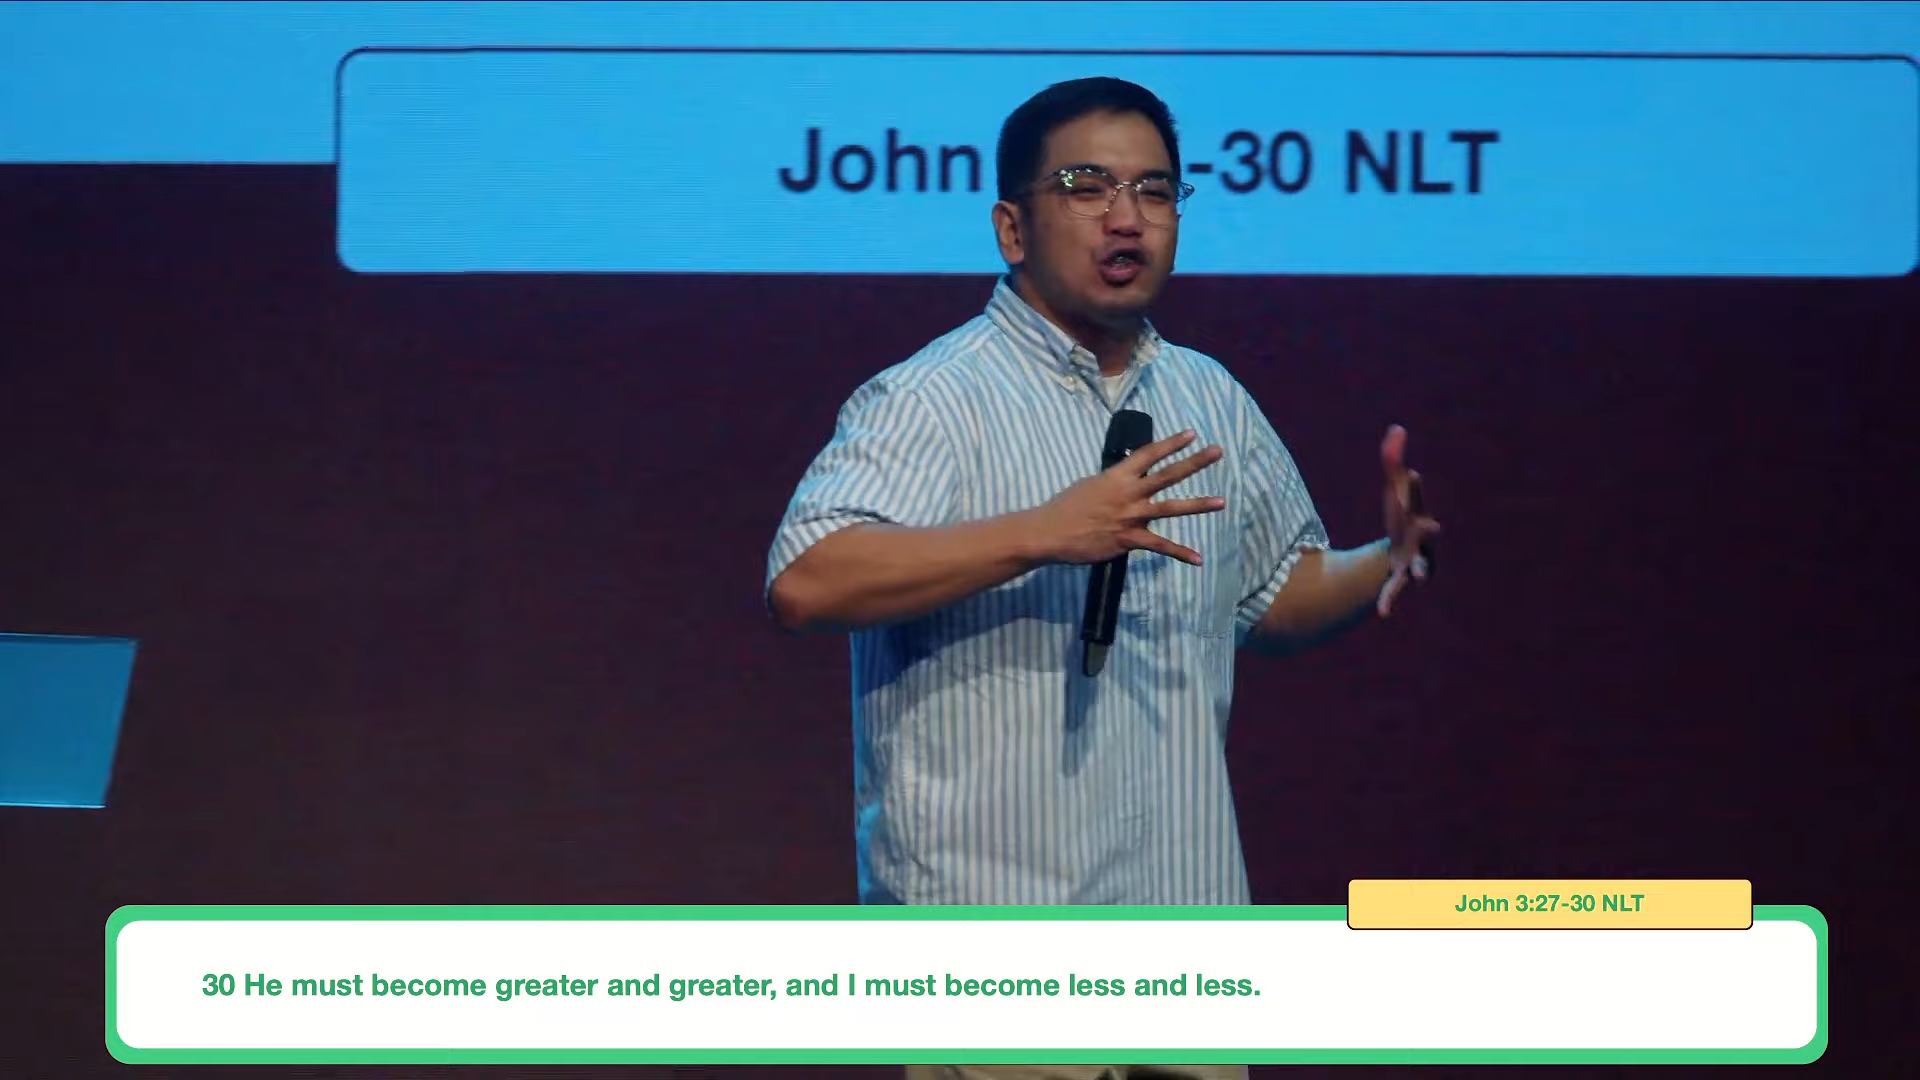 John -30 NLT
John 3:27-30 NLT
30 He must become greater and greater, and I must become less and less.